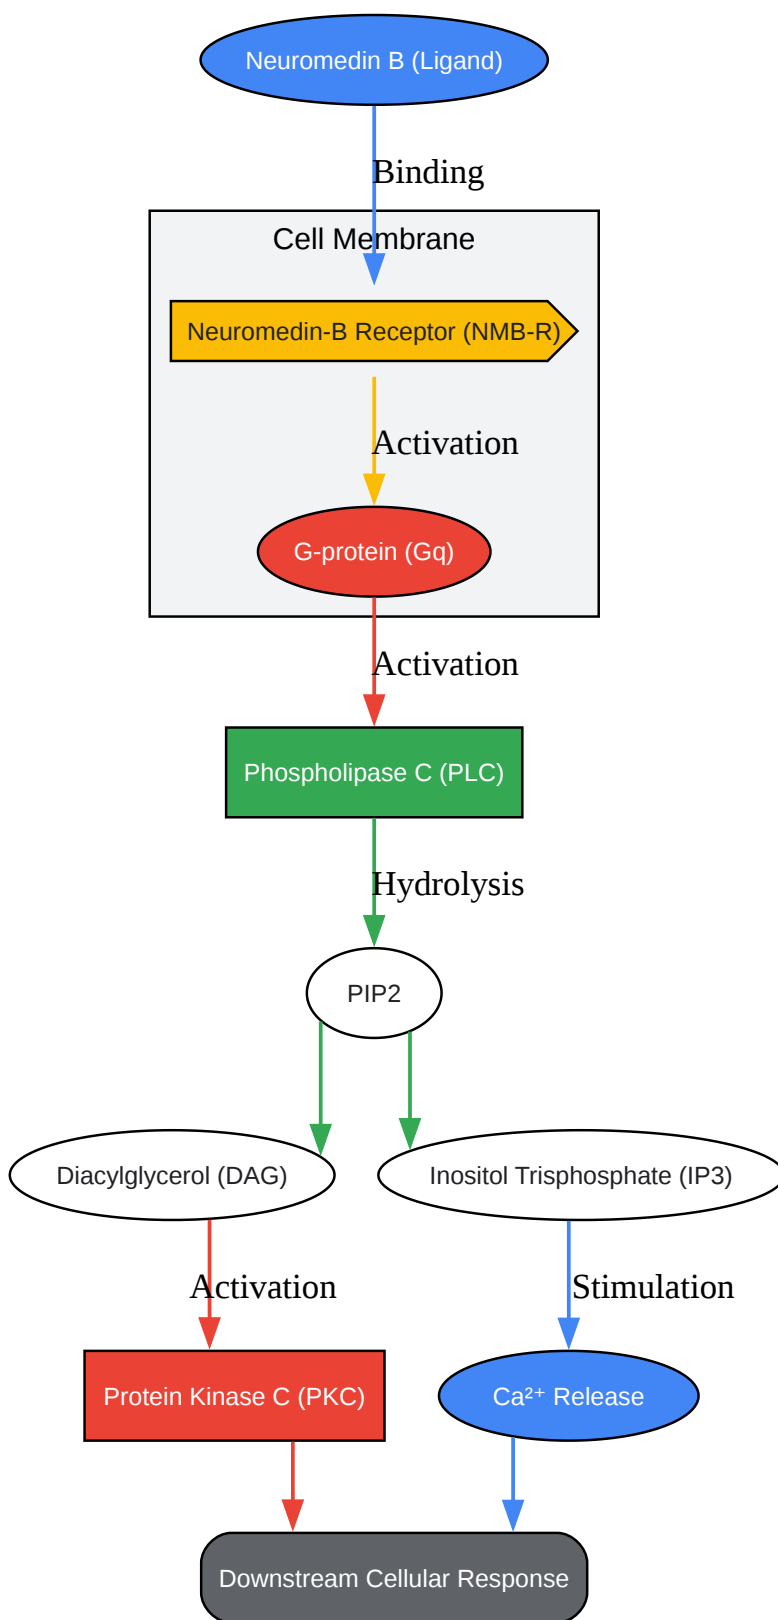 Neuromedin B (Ligand)
Binding
Cell Membrane
Neuromedin-B Receptor (NMB-R)
Activation
G-protein (Gq)
Activation
Phospholipase C (PLC)
Hydrolysis
PIP2
Diacylglycerol (DAG)
Inositol Trisphosphate (IP3)
Activation
Stimulation
Protein Kinase C (PKC)
Ca²⁺ Release
Downstream Cellular Response